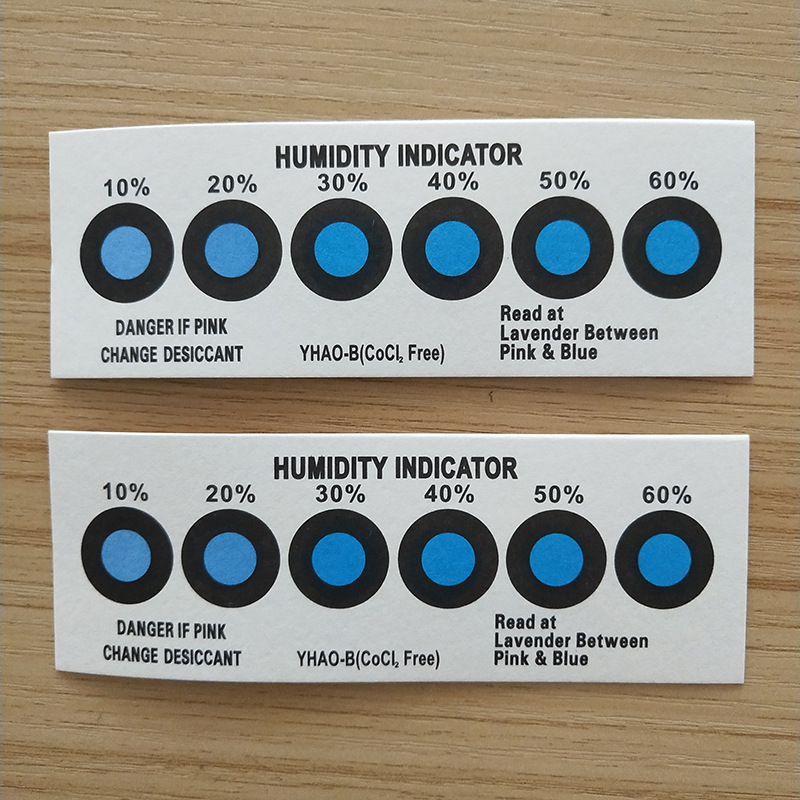 HUMIDITY INDICATOR
10% 20% 30% 40% 50% 60%
DANGER IF PINK
CHANGE DESICCANT
YHAO-B(CoCl₂ Free)
Read at
Lavender Between
Pink & Blue
HUMIDITY INDICATOR
10% 20% 30% 40% 50% 60%
DANGER IF PINK
CHANGE DESICCANT
YHAO-B(CoCl₂ Free)
Read at
Lavender Between
Pink & Blue